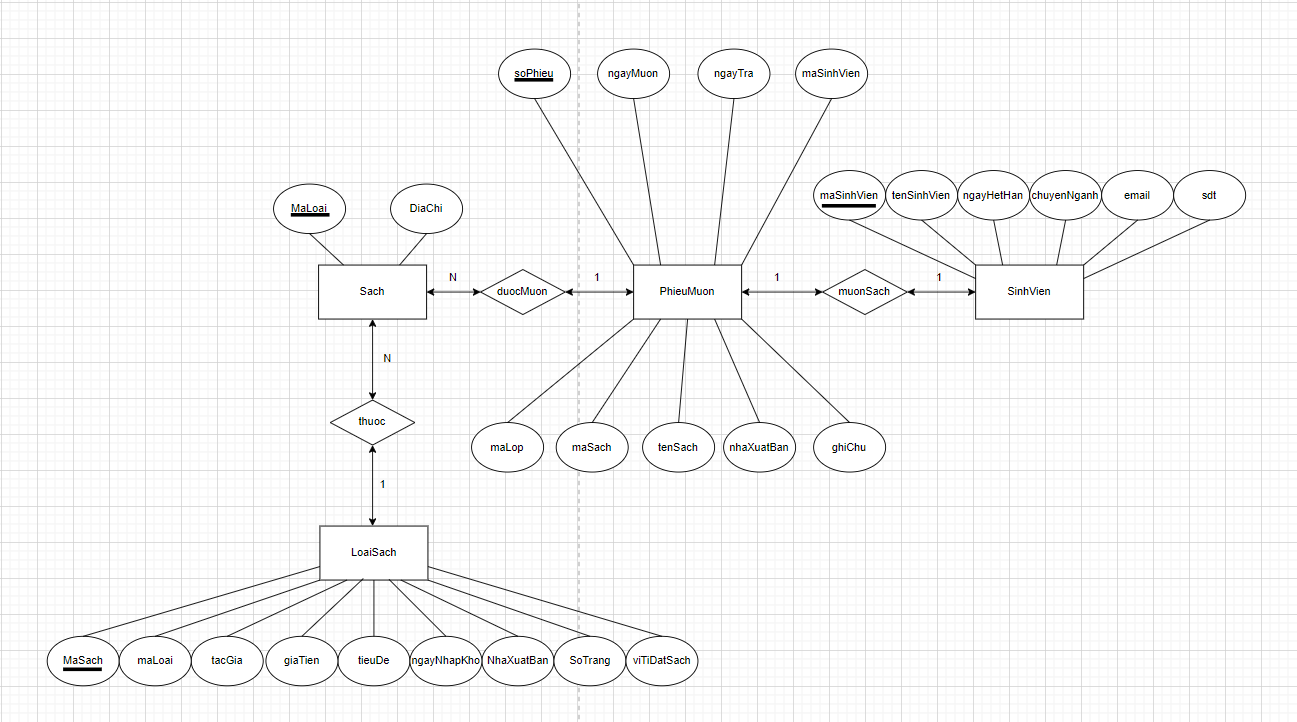 soPhieu
ngayMuon
ngayTra
maSinhVien
MaLoai
DiaChi
maSinhVien
tenSinhVien
ngayHetHan
chuyenNganh
email
sdt
Sach
N
duocMuon
1
PhieuMuon
1
muonSach
1
SinhVien
N
thuoc
1
maLop
maSach
tenSach
nhaXuatBan
ghiChu
LoaiSach
MaSach
maLoai
tacGia
giaTien
tieuDe
ngayNhapKho
NhaXuatBan
SoTrang
viTiDatSach